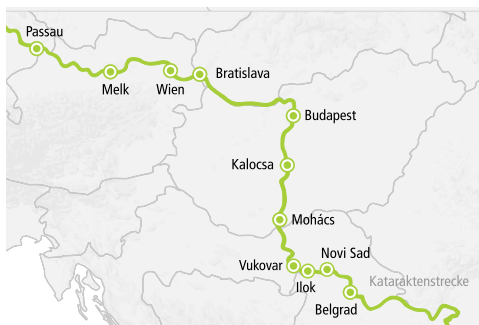 Passau
Melk
Wien
Bratislava
Budapest
Kalocsa
Mohács
Vukovar
Ilok
Novi Sad
Kataraktenstrecke
Belgrad